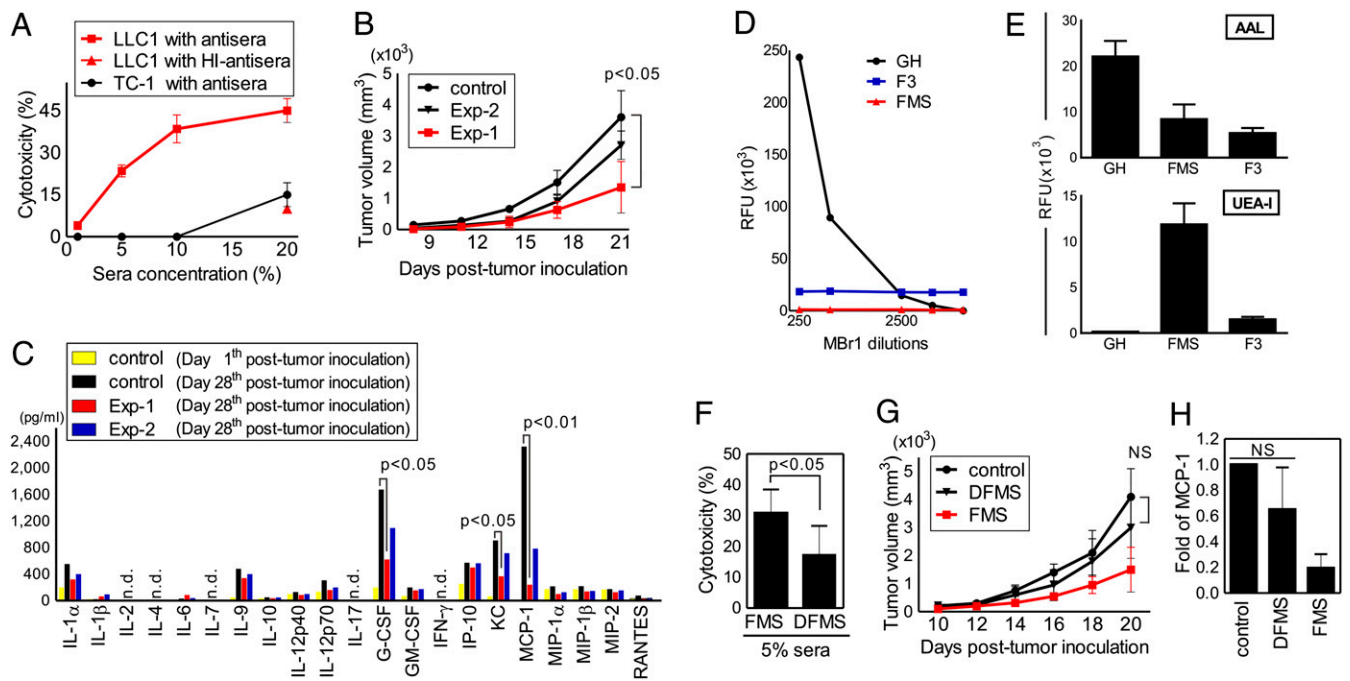 A
LLC1 with antisera
LLC1 with HI-antisera
TC-1 with antisera
Cytotoxicity (%)
45
30
15
0
0
5
10
20
Sera concentration (%)
B
(x10³)
Tumor volume (mm³)
5
4
3
2
1
0
control
Exp-2
Exp-1
p<0.05
9
12
15
18
21
Days post-tumor inoculation
C
control (Day 1th post-tumor inoculation)
control (Day 28th post-tumor inoculation)
Exp-1 (Day 28th post-tumor inoculation)
Exp-2 (Day 28th post-tumor inoculation)
(pg/ml)
2,400
2,000
1,600
1,200
800
400
0
n.d.
n.d.
n.d.
n.d.
n.d.
p<0.05
p<0.05
p<0.01
IL-1α
IL-1β
IL-2
IL-4
IL-6
IL-7
IL-9
IL-10
IL-12p40
IL-12p70
IL-17
G-CSF
GM-CSF
IFN-γ
IP-10
KC
MCP-1
MIP-1α
MIP-1β
MIP-2
RANTES
D
RFU (x10³)
250
200
150
100
50
0
GH
F3
FMS
250
2500
MBr1 dilutions
E
RFU(x10³)
30
20
10
0
AAL
GH
FMS
F3
15
10
5
0
UEA-I
GH
FMS
F3
F
Cytotoxicity (%)
50
40
30
20
10
0
p<0.05
FMS
DFMS
5% sera
G
(x10³)
Tumor volume (mm³)
5
4
3
2
1
0
control
DFMS
FMS
NS
10
12
14
16
18
20
Days post-tumor inoculation
H
Fold of MCP-1
1.2
1.0
0.8
0.6
0.4
0.2
0.0
NS
control
DFMS
FMS